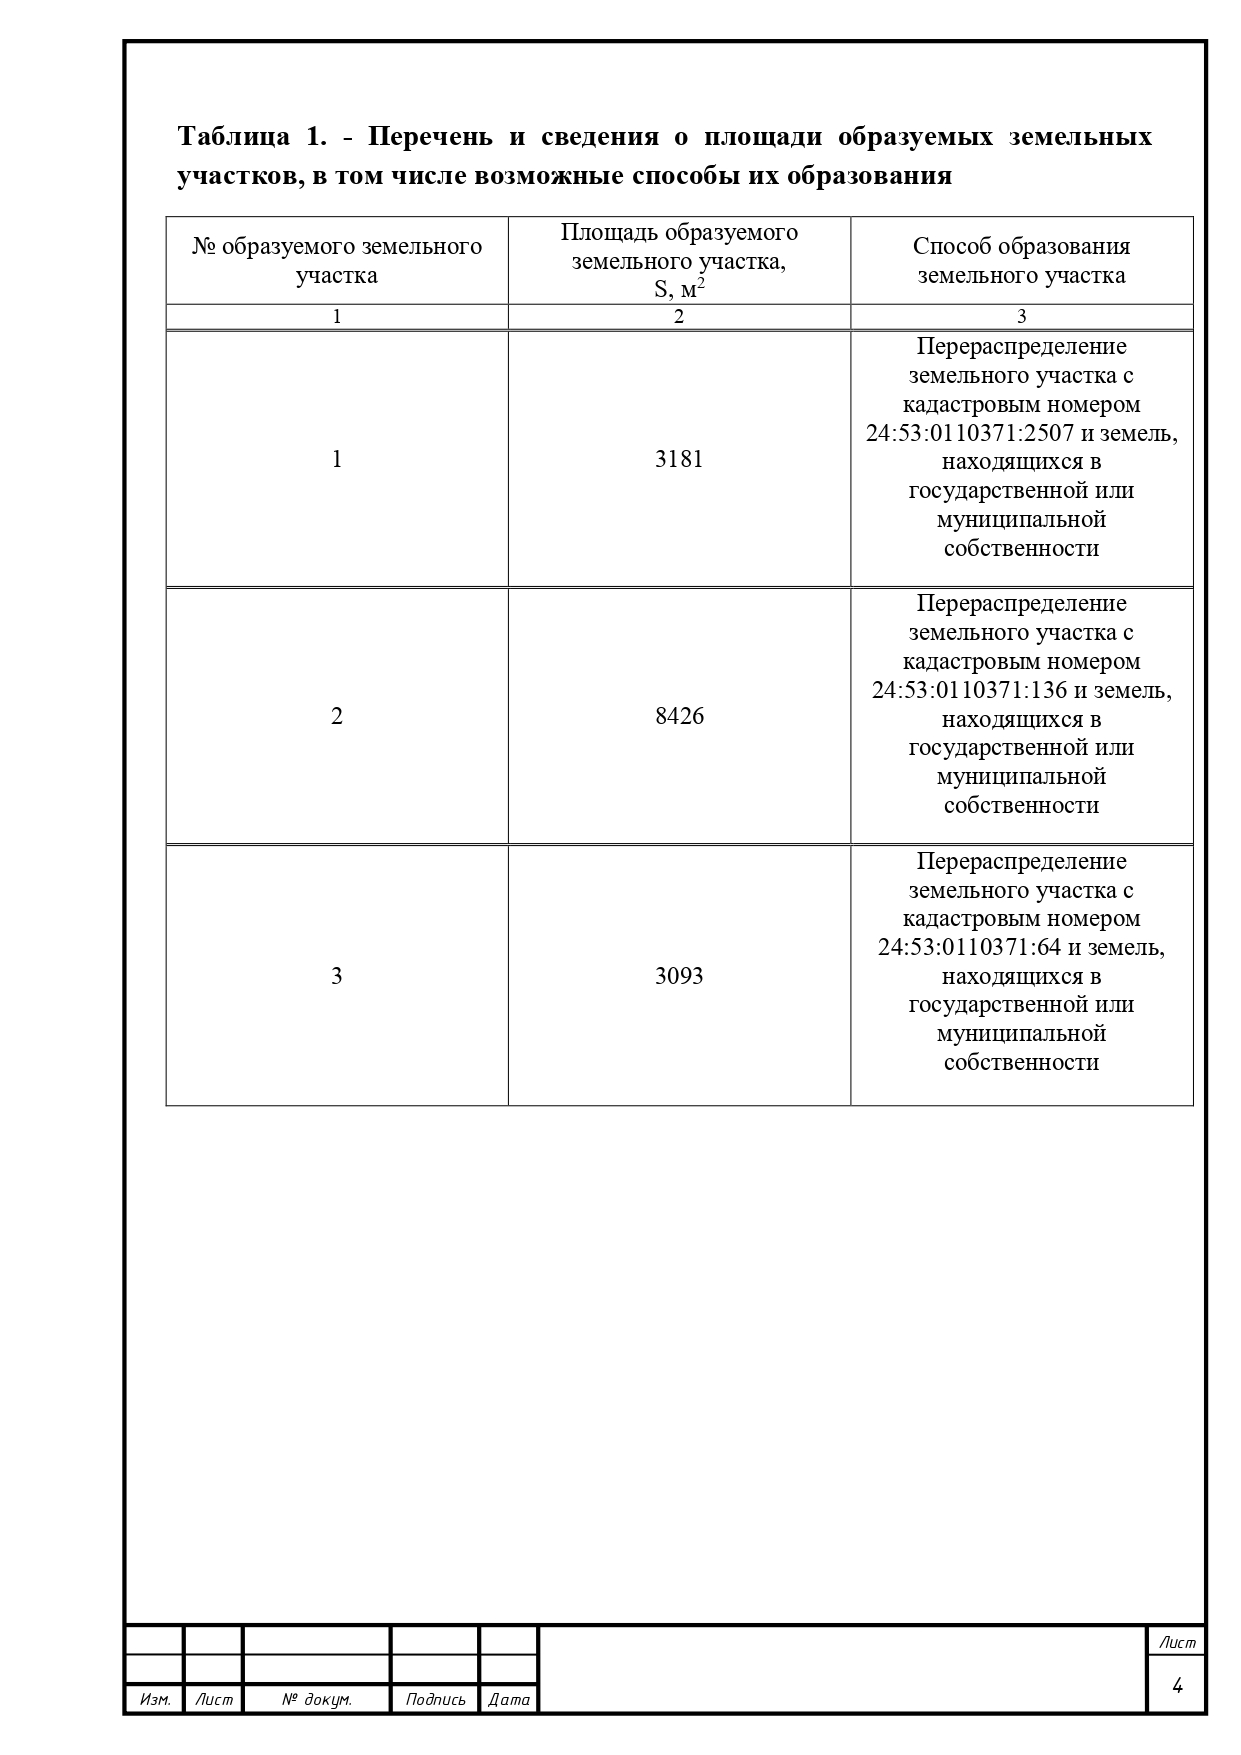 Таблица 1. - Перечень и сведения о площади образуемых земельных
участков, в том числе возможные способы их образования
№ образуемого земельного
участка
Площадь образуемого
земельного участка,
S, м²
Способ образования
земельного участка
1
2
3
1
3181
Перераспределение
земельного участка с
кадастровым номером
24:53:0110371:2507 и земель,
находящихся в
государственной или
муниципальной
собственности
2
8426
Перераспределение
земельного участка с
кадастровым номером
24:53:0110371:136 и земель,
находящихся в
государственной или
муниципальной
собственности
3
3093
Перераспределение
земельного участка с
кадастровым номером
24:53:0110371:64 и земель,
находящихся в
государственной или
муниципальной
собственности
Изм.
Лист
№ докум.
Подпись
Дата
Лист
4